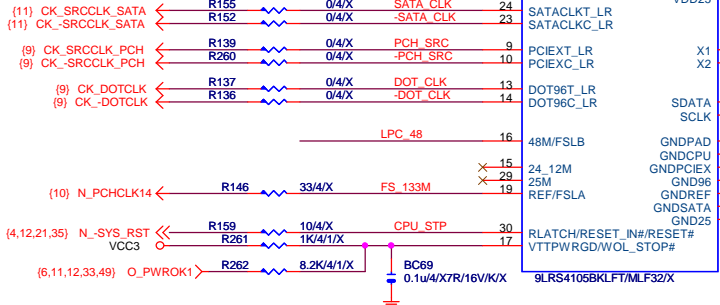 R155 0/4/X SATA_CLK 24 SATACLKT_LR
{11} CK_SRCCLK_SATA
R152 0/4/X -SATA_CLK 23 SATACLKC_LR
{11} CK_-SRCCLK_SATA
{9} CK_SRCCLK_PCH R139 0/4/X PCH_SRC 9 PCIEXT_LR X1
{9} CK_-SRCCLK_PCH R260 0/4/X -PCH_SRC 10 PCIEXC_LR X2
{9} CK_DOTCLK R137 0/4/X DOT_CLK 13 DOT96T_LR
{9} CK_-DOTCLK R136 0/4/X -DOT_CLK 14 DOT96C_LR SDATA
SCLK
LPC_48 16 48M/FSLB GNDPAD
GNDCPU
15 24_12M GNDPCIEX
29 25M GND96
{10} N_PCHCLK14 R146 33/4/X FS_133M 19 REF/FSLA GNDREF
GNDSATA
GND25
{4,12,21,35} N_-SYS_RST R159 10/4/X CPU_STP 30 RLATCH/RESET_IN#/RESET#
VCC3 R261 1K/4/1/X 17 VTTPWRGD/WOL_STOP#
{6,11,12,33,49} O_PWROK1 R262 8.2K/4/1/X BC69
0.1u/4/X7R/16V/K/X
9LRS4105BKLFT/MLF32/X